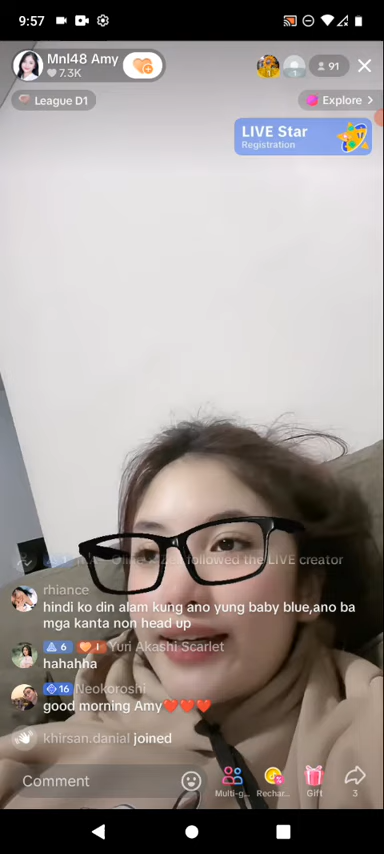 9:57
Mnl48 Amy
7.3K
1
91
League D1
Explore
LIVE Star
Registration
followed the LIVE creator
rhiance
hindi ko din alam kung ano yung baby blue,ano ba
mga kanta non head up
6 1 Yuri Akashi Scarlet
hahahha
16 Neokoroshi
good morning Amy❤️❤️❤️
khirsan.danial joined
Comment
Multi-g... Rechar... Gift 3